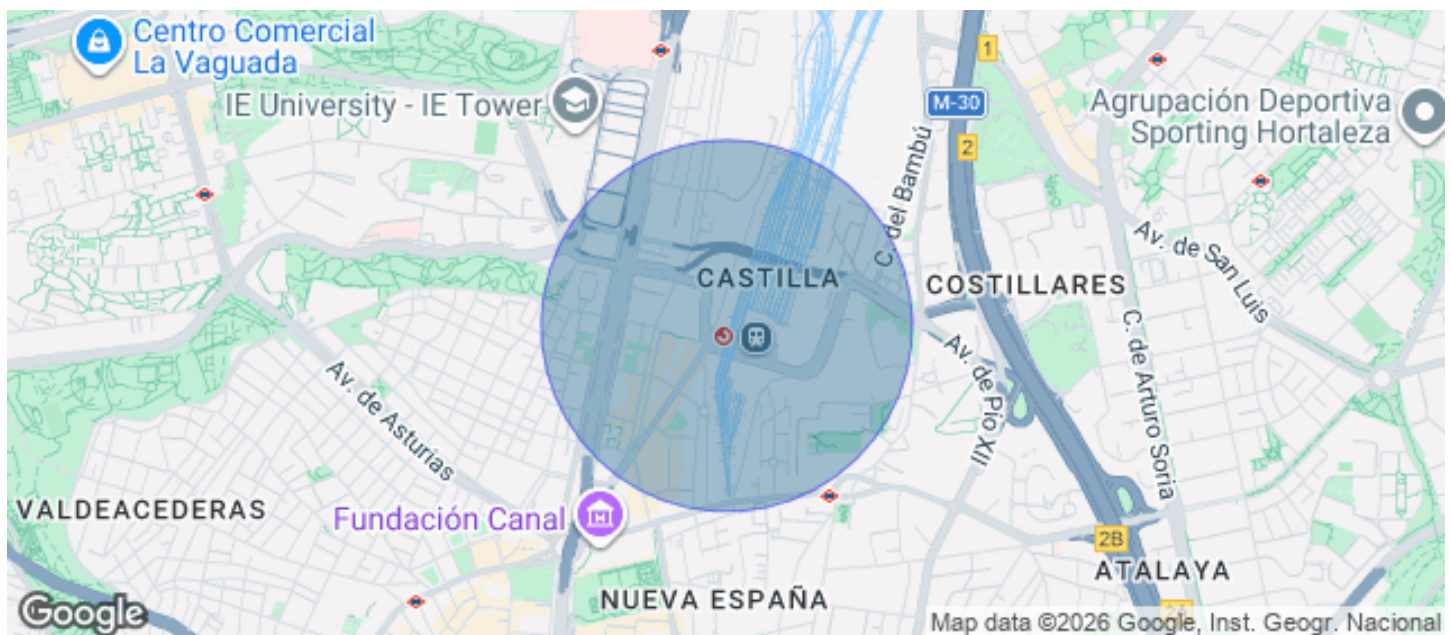 Centro Comercial
La Vaguada
IE University - IE Tower
1
M-30
2
Agrupación Deportiva
Sporting Hortaleza
C. del Bambú
CASTILLA
COSTILLARES
Av. de San Luis
Av. de Asturias
Av. de Pío XII
C. de Arturo Soria
VALDEACEDERAS
Fundación Canal
2B
ATALAYA
NUEVA ESPAÑA
Google
Map data ©2026 Google, Inst. Geogr. Nacional